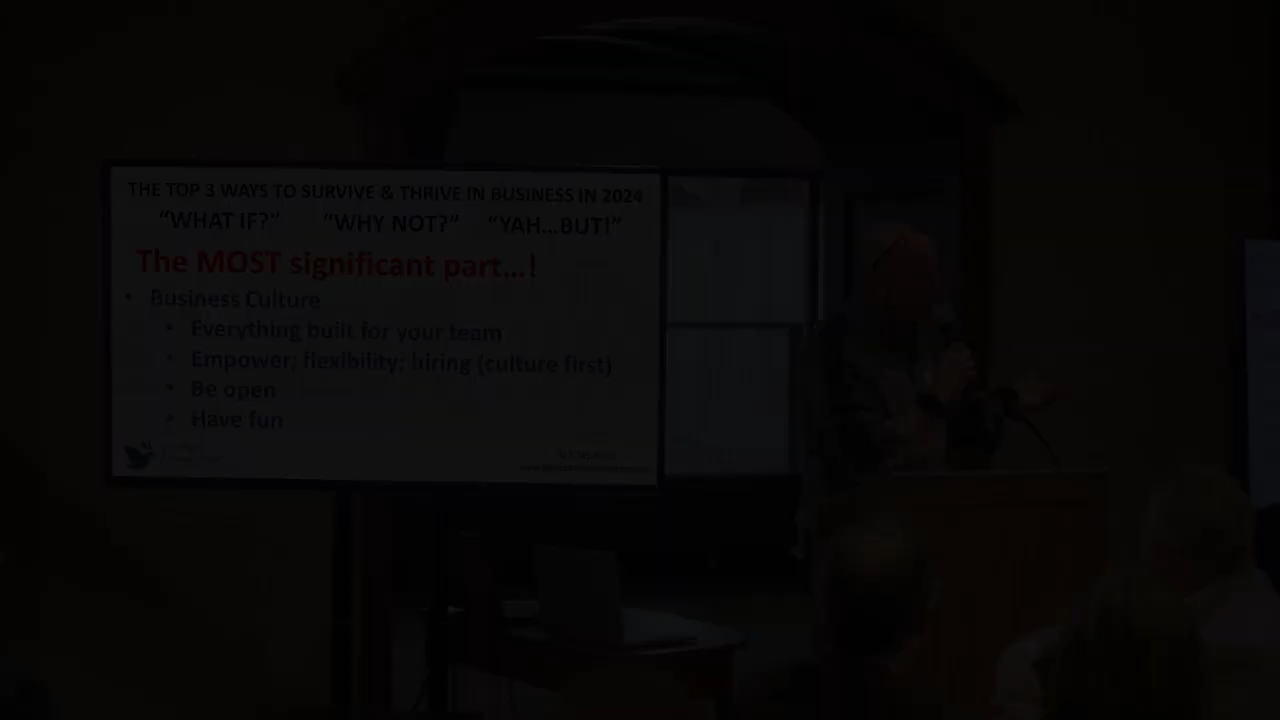 THE TOP 3 WAYS TO SURVIVE & THRIVE IN BUSINESS IN 2024
“WHAT IF?” “WHY NOT?” “YAH...BUT!”
The MOST significant part...!
• Business Culture
• Everything built for your team
• Empower; flexibility; hiring (culture first)
• Be open
• Have fun